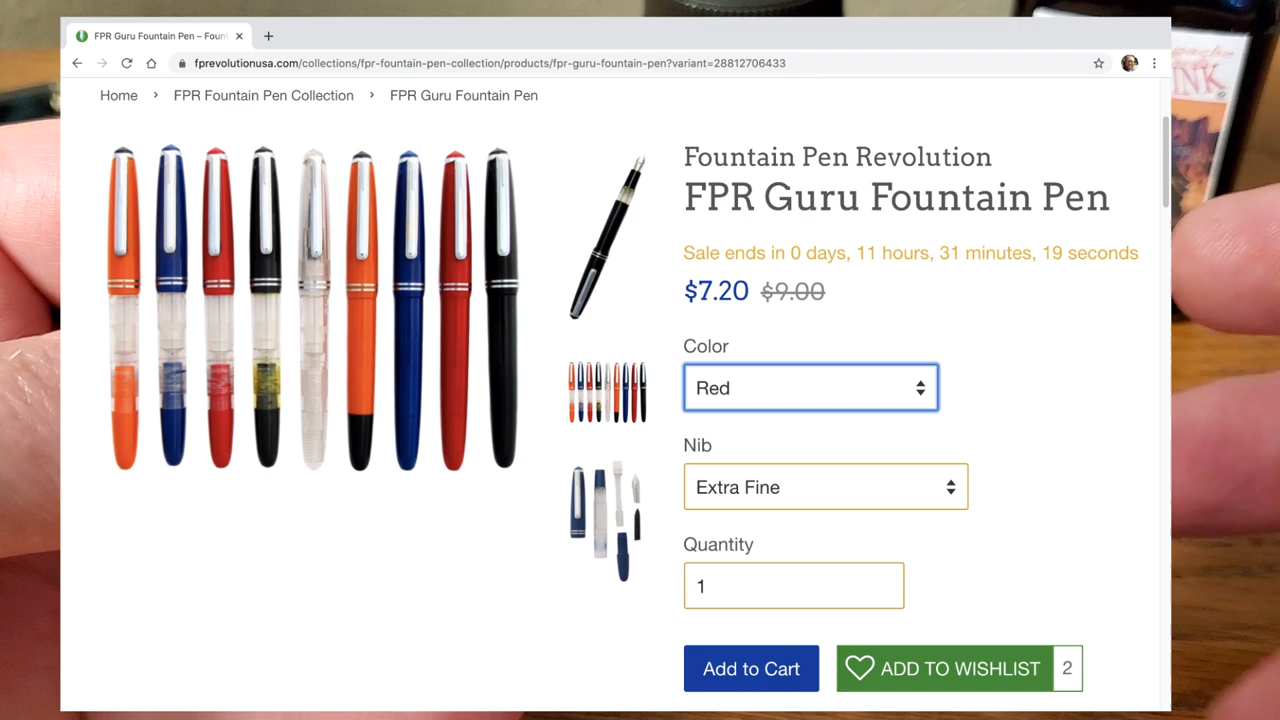 FPR Guru Fountain Pen – Foun
fprevolutionusa.com/collections/fpr-fountain-pen-collection/products/fpr-guru-fountain-pen?variant=28812706433
Home › FPR Fountain Pen Collection › FPR Guru Fountain Pen
INK
Fountain Pen Revolution
FPR Guru Fountain Pen
Sale ends in 0 days, 11 hours, 31 minutes, 19 seconds
$7.20 $9.00
Color
Red
Nib
Extra Fine
Quantity
1
Add to Cart
ADD TO WISHLIST 2